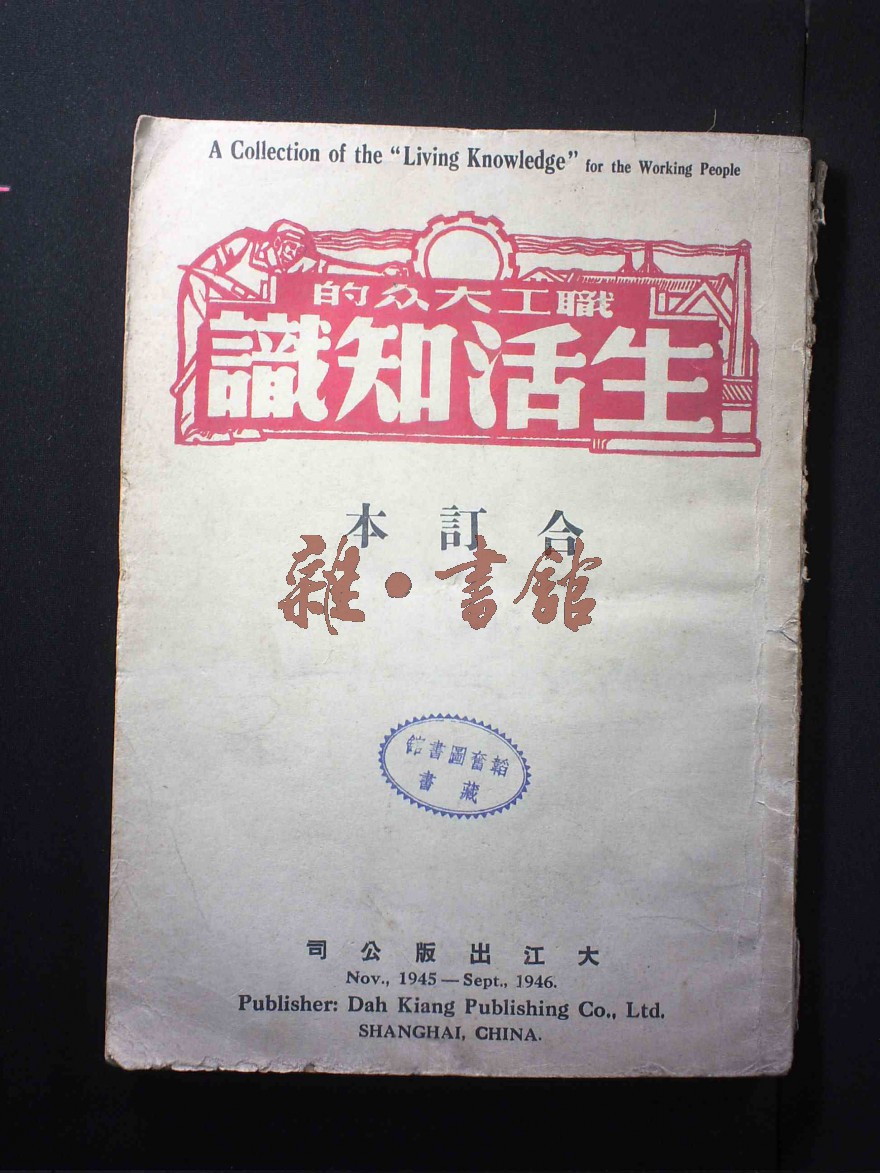 A Collection of the “Living Knowledge” for the Working People
職工大众的
生活知識
合訂本
雜·書舘
韜奮圖書館
藏書
大江出版公司
Nov., 1945—Sept., 1946.
Publisher: Dah Kiang Publishing Co., Ltd.
SHANGHAI, CHINA.